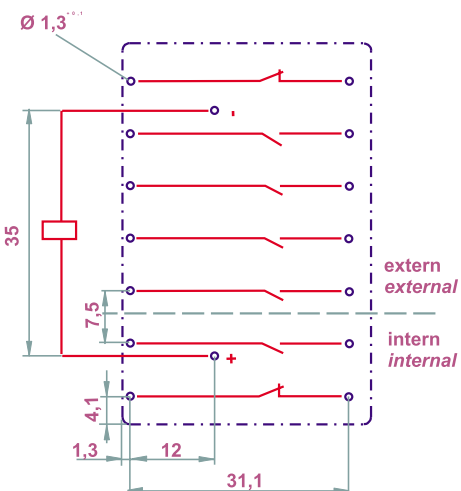 Ø 1,3 +0,1
-
35
extern
external
7,5
intern
internal
+
4,1
1,3
12
31,1